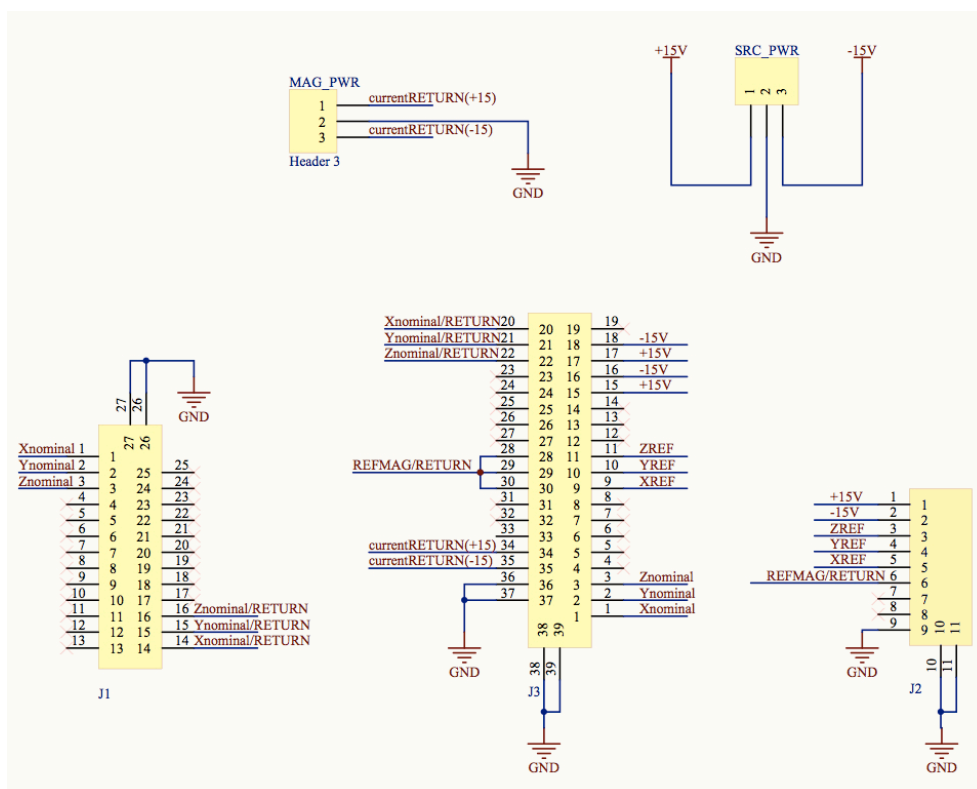 +15V
SRC_PWR
-15V
1
2
3
GND
MAG_PWR
1 currentRETURN(+15)
2
3 currentRETURN(-15)
Header 3
GND
27
26
GND
27
26
Xnominal 1
1
Ynominal 2
2 25
25
Znominal 3
3 24
24
4
4 23
23
5
5 22
22
6
6 21
21
7
7 20
20
8
8 19
19
9
9 18
18
10
10 17
17
11
11 16
16 Znominal/RETURN
12
12 15
15 Ynominal/RETURN
13
13 14
14 Xnominal/RETURN
J1
Xnominal/RETURN 20
20 19
19
Ynominal/RETURN 21
21 18
18 -15V
Znominal/RETURN 22
22 17
17 +15V
23
23 16
16 -15V
24
24 15
15 +15V
25
25 14
14
26
26 13
13
27
27 12
12
28
28 11
11 ZREF
REFMAG/RETURN 29
29 10
10 YREF
30
30 9
9 XREF
31
31 8
8
32
32 7
7
33
33 6
6
currentRETURN(+15) 34
34 5
5
currentRETURN(-15) 35
35 4
4
36
36 3
3 Znominal
37
37 2
2 Ynominal
1
1 Xnominal
38
39
GND
38
39
J3
GND
+15V 1
1
-15V 2
2
ZREF 3
3
YREF 4
4
XREF 5
5
REFMAG/RETURN 6
6
7
7
8
8
9
9
10
11
GND
10
11
J2
GND